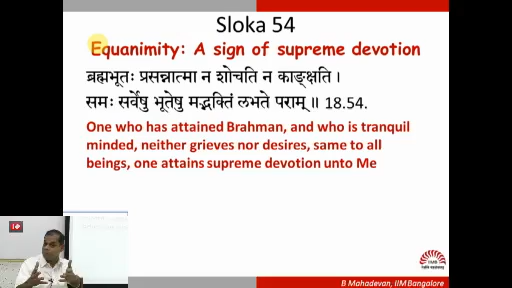 Sloka 54
Equanimity: A sign of supreme devotion
ब्रह्मभूतः प्रसन्नात्मा न शोचति न काङ्क्षति ।
समः सर्वेषु भूतेषु मद्भक्तिं लभते पराम् ॥ 18.54.
One who has attained Brahman, and who is tranquil
minded, neither grieves nor desires, same to all
beings, one attains supreme devotion unto Me
B Mahadevan, IIM Bangalore